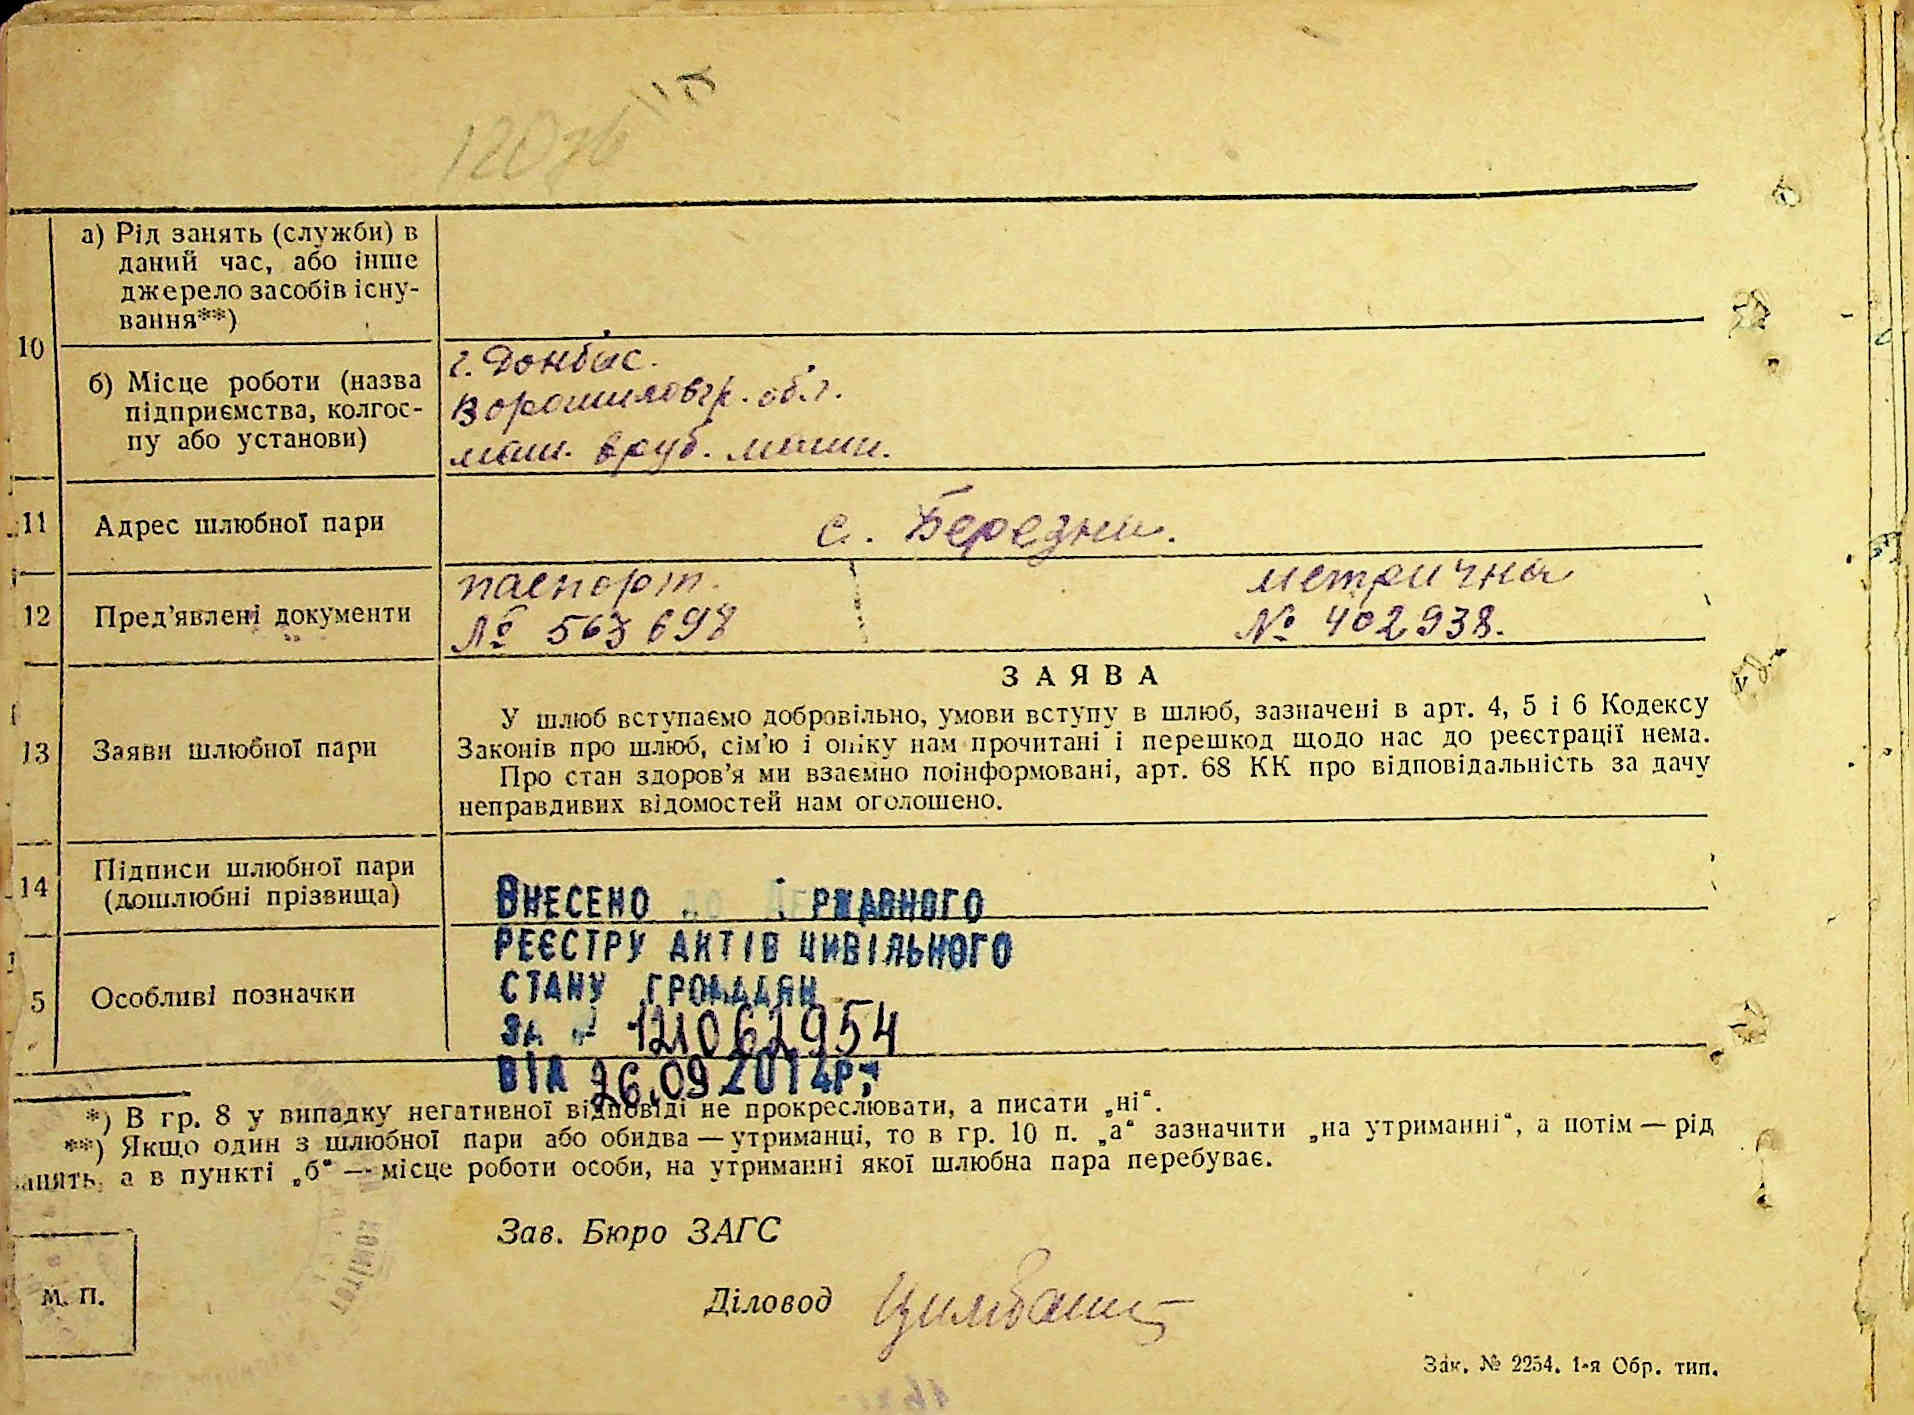 10
а) Рід занять (служби) в
даний час, або інше
джерело засобів існу-
вання**)
б) Місце роботи (назва
підприємства, колгос-
пу або установи)
г. Донбас.
Ворошиловгр. обл.
маш. вруб. машин.
11 Адрес шлюбної пари
с. Березни.
12 Пред’явлені документи
паспорт. метрична
№ 563698 № 402938.
13 Заяви шлюбної пари
ЗАЯВА
У шлюб вступаємо добровільно, умови вступу в шлюб, зазначені в арт. 4, 5 і 6 Кодексу
Законів про шлюб, сім’ю і опіку нам прочитані і перешкод щодо нас до реєстрації нема.
Про стан здоров’я ми взаємно поінформовані, арт. 68 КК про відповідальність за дачу
неправдивих відомостей нам оголошено.
14 Підписи шлюбної пари
(дошлюбні прізвища)
Внесено до Державного
реєстру актів цивільного
стану громадян
за № 121062954
від 26.09.2014р.
5 Особливі позначки
*) В гр. 8 у випадку негативної відповіді не прокреслювати, а писати „ні“.
**) Якщо один з шлюбної пари або обидва — утриманці, то в гр. 10 п. „а“ зазначити „на утриманні“, а потім — рід
занять, а в пункті „б“ — місце роботи особи, на утриманні якої шлюбна пара перебуває.
Зав. Бюро ЗАГС
М. П.
Діловод
Зак. № 2254. 1-я Обр. тип.